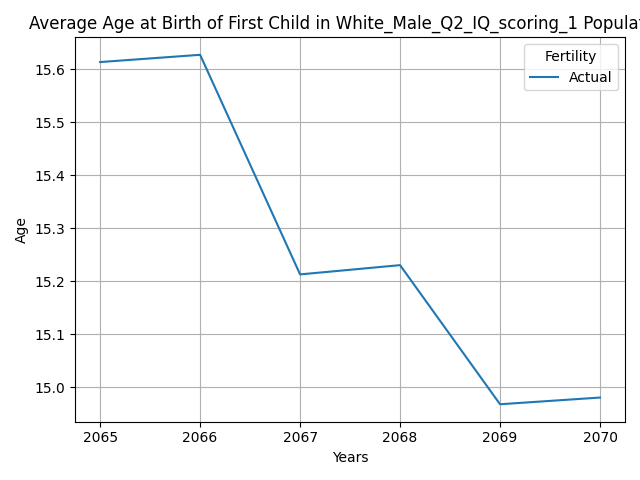 Average Age at Birth of First Child in White_Male_Q2_IQ_scoring_1
Fertility
Actual
15.6
15.5
15.4
15.3
15.2
15.1
15.0
Age
2065 2066 2067 2068 2069 2070
Years